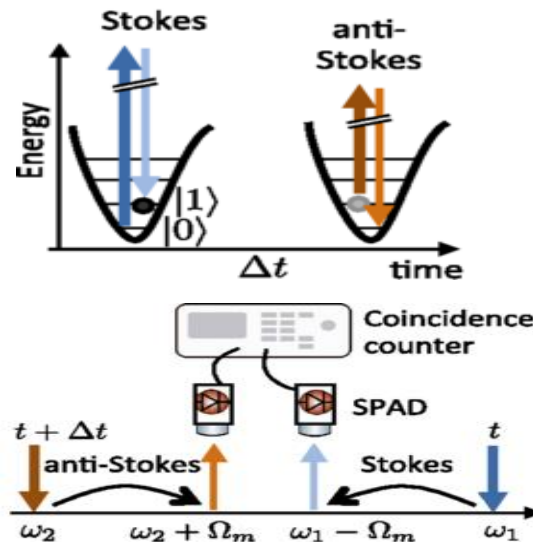 Stokes
anti-
Stokes
Energy
|1⟩
|0⟩
Δt
time
Coincidence
counter
SPAD
t + Δt
t
anti-Stokes
Stokes
ω₂
ω₂ + Ωₘ
ω₁ − Ωₘ
ω₁